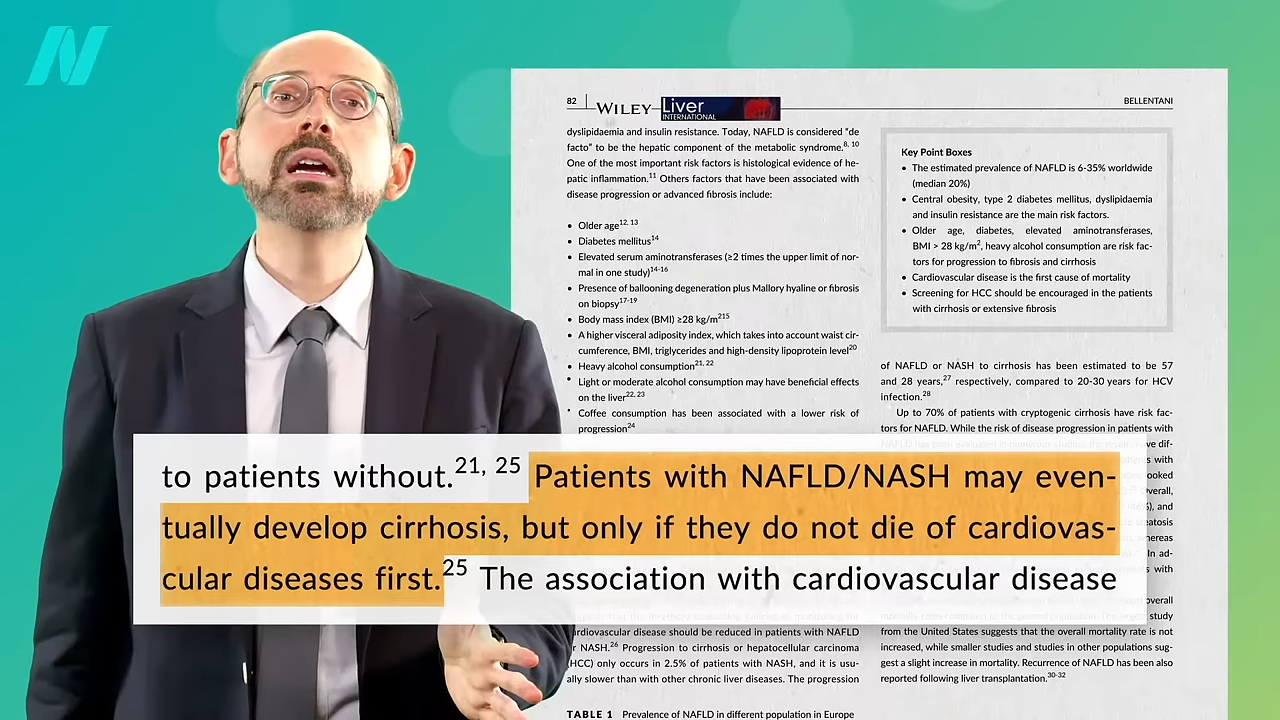 82 WILEY Liver INTERNATIONAL BELLENTANI
dyslipidaemia and insulin resistance. Today, NAFLD is considered “de
facto” to be the hepatic component of the metabolic syndrome.8, 10
One of the most important risk factors is histological evidence of he-
patic inflammation.11 Others factors that have been associated with
disease progression or advanced fibrosis include:
• Older age12, 13
• Diabetes mellitus14
• Elevated serum aminotransferases (≥2 times the upper limit of nor-
mal in one study)14-16
• Presence of ballooning degeneration plus Mallory hyaline or fibrosis
on biopsy17-19
• Body mass index (BMI) ≥28 kg/m215
• A higher visceral adiposity index, which takes into account waist cir-
cumference, BMI, triglycerides and high-density lipoprotein level20
• Heavy alcohol consumption21, 22
* Light or moderate alcohol consumption may have beneficial effects
on the liver22, 23
* Coffee consumption has been associated with a lower risk of
progression24
Key Point Boxes
• The estimated prevalence of NAFLD is 6-35% worldwide
(median 20%)
• Central obesity, type 2 diabetes mellitus, dyslipidaemia
and insulin resistance are the main risk factors.
• Older age, diabetes, elevated aminotransferases,
BMI > 28 kg/m2, heavy alcohol consumption are risk fac-
tors for progression to fibrosis and cirrhosis
• Cardiovascular disease is the first cause of mortality
• Screening for HCC should be encouraged in the patients
with cirrhosis or extensive fibrosis
of NAFLD or NASH to cirrhosis has been estimated to be 57
and 28 years,27 respectively, compared to 20-30 years for HCV
infection.28
Up to 70% of patients with cryptogenic cirrhosis have risk fac-
tors for NAFLD. While the risk of disease progression in patients with
to patients without.21, 25 Patients with NAFLD/NASH may even-
tually develop cirrhosis, but only if they do not die of cardiovas-
cular diseases first.25 The association with cardiovascular disease
cardiovascular disease should be reduced in patients with NAFLD
or NASH.26 Progression to cirrhosis or hepatocellular carcinoma
(HCC) only occurs in 2.5% of patients with NASH, and it is usu-
ally slower than with other chronic liver diseases. The progression
overall
study
from the United States suggests that the overall mortality rate is not
increased, while smaller studies and studies in other populations sug-
gest a slight increase in mortality. Recurrence of NAFLD has been also
reported following liver transplantation.30-32
TABLE 1 Prevalence of NAFLD in different population in Europe